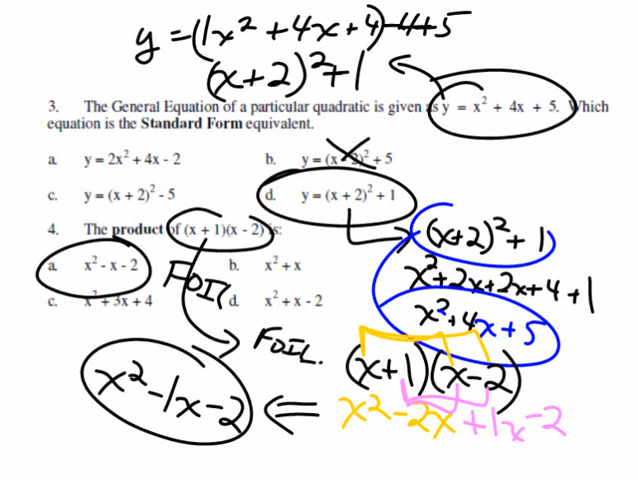 y = (1x² + 4x + 4) - 4 + 5
(x + 2)² + 1
3. The General Equation of a particular quadratic is given as y = x² + 4x + 5. Which
equation is the Standard Form equivalent.
a. y = 2x² + 4x - 2 b. y = (x - 2)² + 5
c. y = (x + 2)² - 5 d. y = (x + 2)² + 1
4. The product of (x + 1)(x - 2) is:
(x+2)² + 1
a. x² - x - 2 b. x² + x
FOIL
x² + 2x + 2x + 4 + 1
c. x² + 3x + 4 d. x² + x - 2
x² + 4x + 5
FOIL.
(x + 1)(x - 2)
x² - 1x - 2 ⇐ x² - 2x + 1x - 2